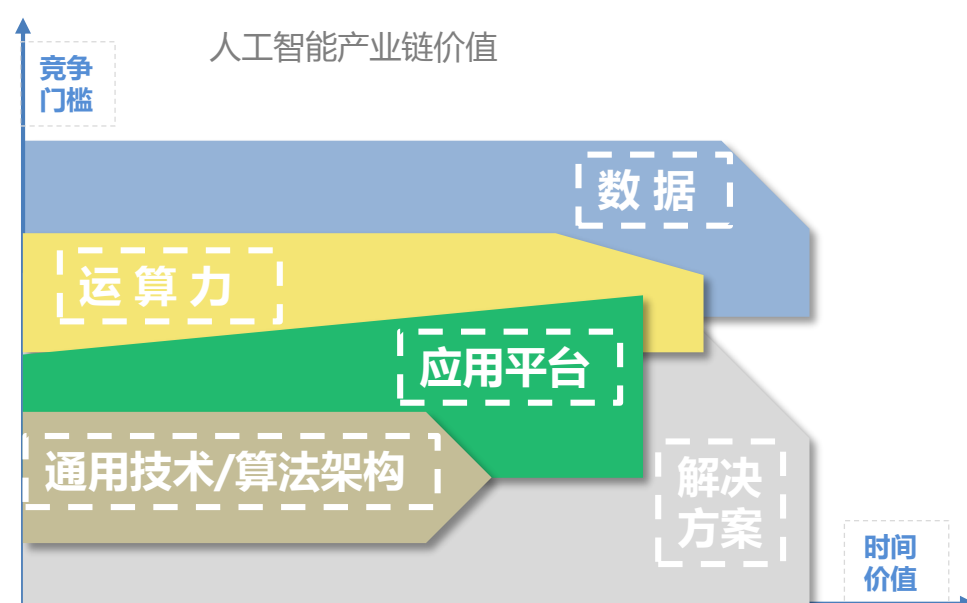 人工智能产业链价值
竞争
门槛
数 据
运 算 力
应用平台
通用技术/算法架构
解决
方案
时间
价值